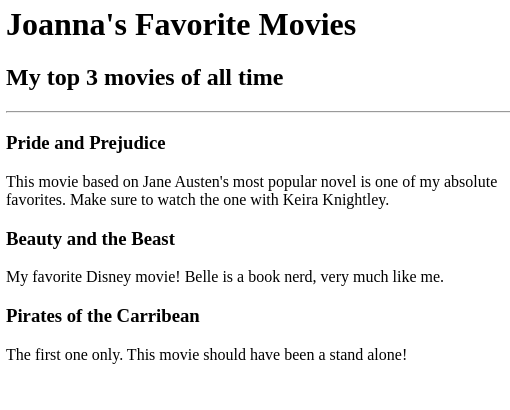 Joanna's Favorite Movies
My top 3 movies of all time
Pride and Prejudice
This movie based on Jane Austen's most popular novel is one of my absolute
favorites. Make sure to watch the one with Keira Knightley.
Beauty and the Beast
My favorite Disney movie! Belle is a book nerd, very much like me.
Pirates of the Carribean
The first one only. This movie should have been a stand alone!